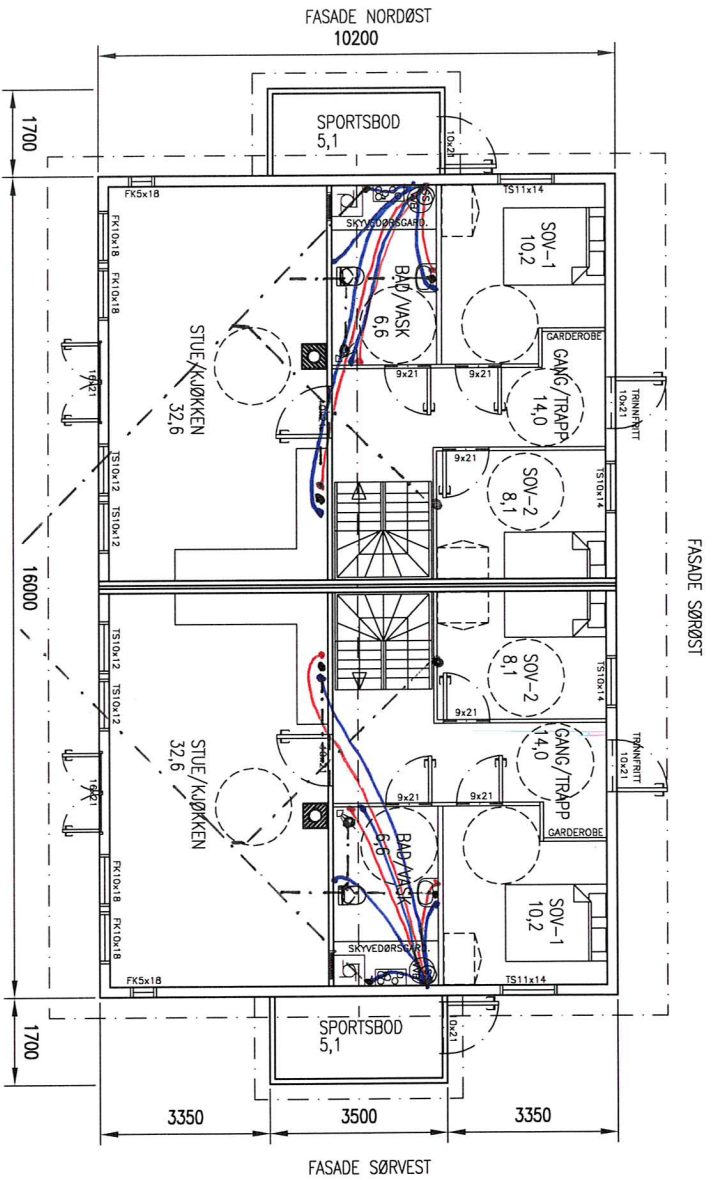 FASADE NORDØST
10200
1700
SPORTSBOD
5,1
10x21
FK5x18
TS11x14
SKYVEDØRSGARD.
SOV-1
10,2
FK10x18
FK10x18
BAD/VASK
6,6
GARDEROBE
GANG/TRAPP
14,0
STUE/KJØKKEN
32,6
9x21
9x21
TRINNFRITT
10x21
16x21
9x21
SOV-2
8,1
TS10x14
TS10x12
TS10x12
FASADE SØRØST
16000
TS10x12
TS10x12
SOV-2
8,1
TS10x14
9x21
TRINNFRITT
10x21
GANG/TRAPP
14,0
STUE/KJØKKEN
32,6
16x21
9x21
9x21
GARDEROBE
BAD/VASK
6,6
SOV-1
10,2
FK10x18
FK10x18
SKYVEDØRSGARD.
FK5x18
TS11x14
SPORTSBOD
5,1
10x21
1700
3350
3500
3350
FASADE SØRVEST